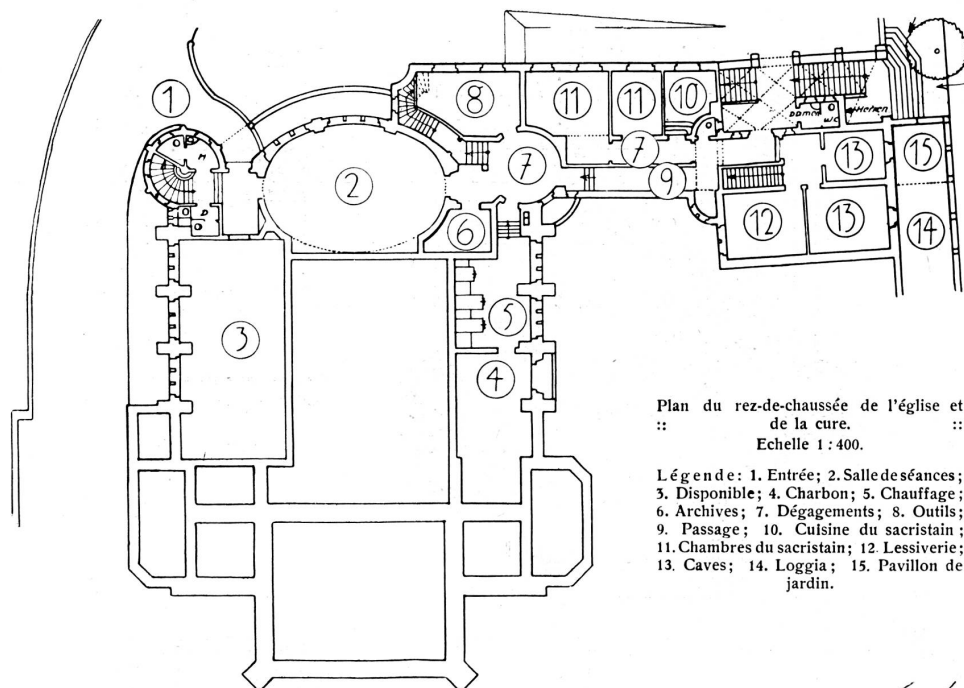 1
2
3
4
5
6
7
7
8
9
10
11
11
12
13
13
14
15
H
D
Damen
WC
Plan du rez-de-chaussée de l'église et
:: de la cure. ::
Echelle 1 : 400.
Légende: 1. Entrée; 2. Salle de séances;
3. Disponible; 4. Charbon; 5. Chauffage;
6. Archives; 7. Dégagements; 8. Outils;
9. Passage; 10. Cuisine du sacristain;
11. Chambres du sacristain; 12. Lessiverie;
13. Caves; 14. Loggia; 15. Pavillon de
jardin.